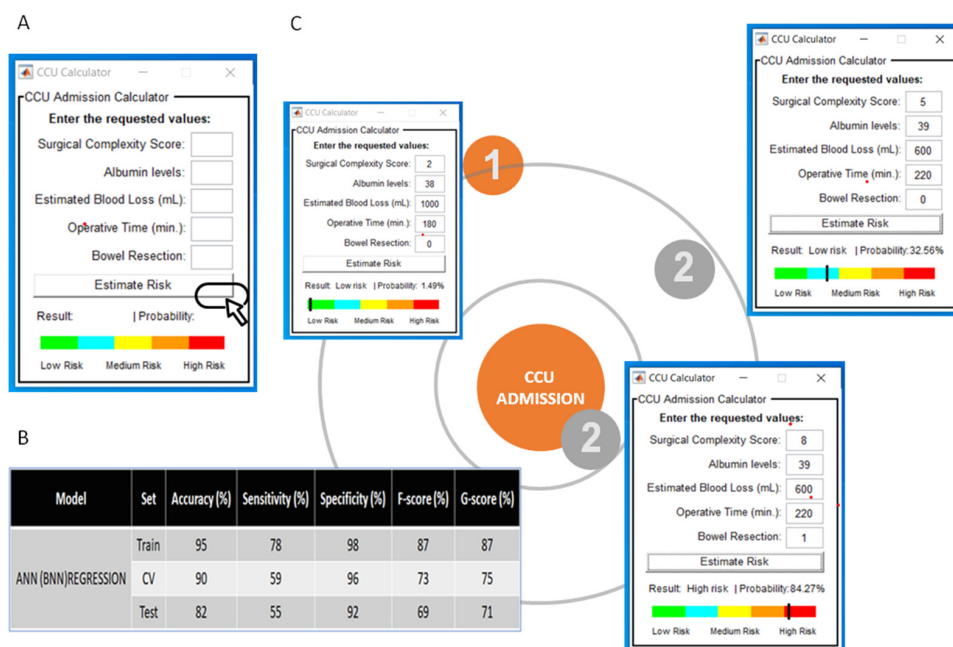 A
CCU Calculator
CCU Admission Calculator
Enter the requested values:
Surgical Complexity Score:
Albumin levels:
Estimated Blood Loss (mL):
Operative Time (min.):
Bowel Resection:
Estimate Risk
Result: | Probability:
Low Risk Medium Risk High Risk
B
Model Set Accuracy (%) Sensitivity (%) Specificity (%) F-score (%) G-score (%)
ANN (BNN)REGRESSION
Train 95 78 98 87 87
CV 90 59 96 73 75
Test 82 55 92 69 71
C
CCU Calculator
CCU Admission Calculator
Enter the requested values:
Surgical Complexity Score: 2
Albumin levels: 38
Estimated Blood Loss (mL): 1000
Operative Time (min.): 180
Bowel Resection: 0
Estimate Risk
Result: Low risk | Probability: 1.49%
Low Risk Medium Risk High Risk
1
2
CCU
ADMISSION
2
CCU Calculator
CCU Admission Calculator
Enter the requested values:
Surgical Complexity Score: 5
Albumin levels: 39
Estimated Blood Loss (mL): 600
Operative Time (min.): 220
Bowel Resection: 0
Estimate Risk
Result: Low risk | Probability:32.56%
Low Risk Medium Risk High Risk
CCU Calculator
CCU Admission Calculator
Enter the requested values:
Surgical Complexity Score: 8
Albumin levels: 39
Estimated Blood Loss (mL): 600
Operative Time (min.): 220
Bowel Resection: 1
Estimate Risk
Result: High risk | Probability:84.27%
Low Risk Medium Risk High Risk